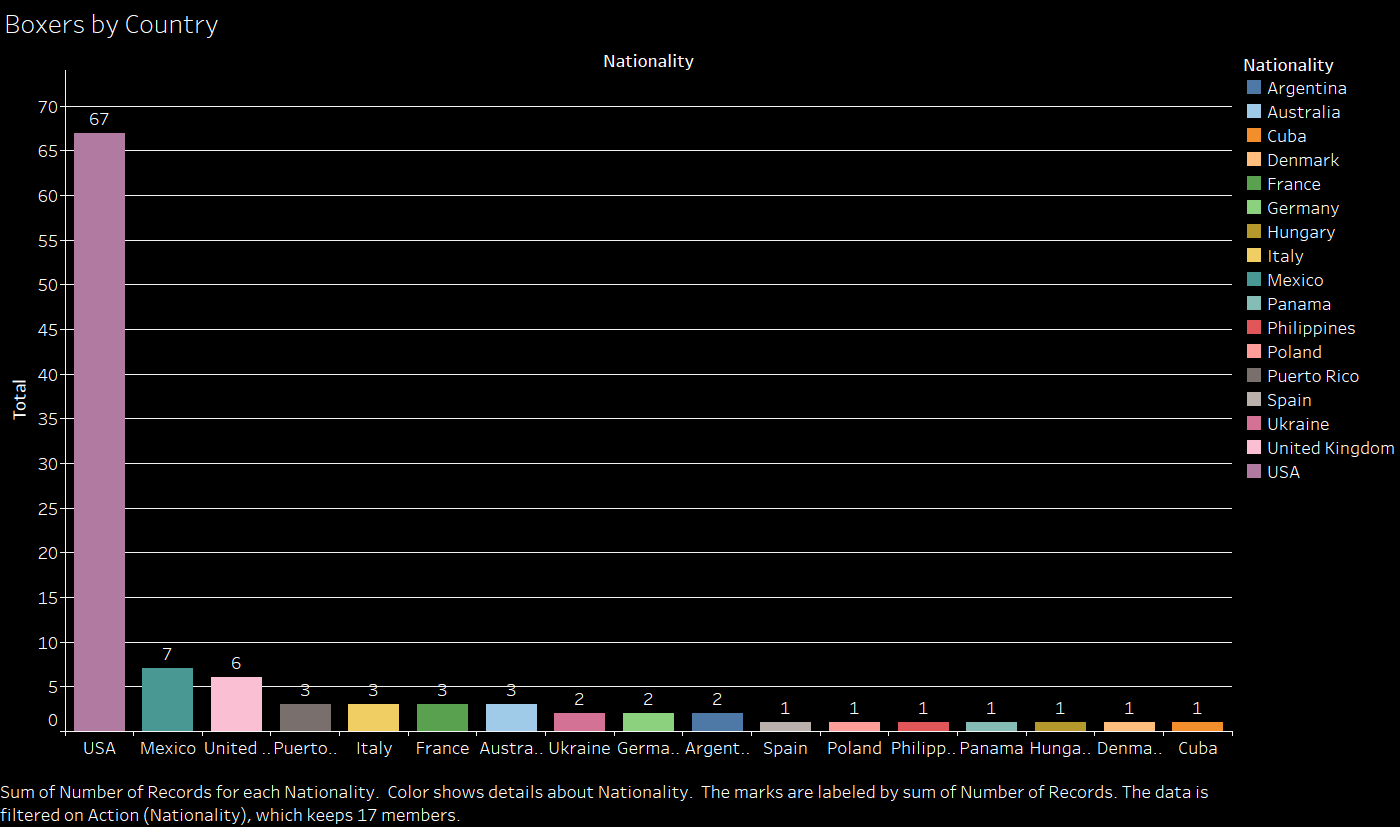 Boxers by Country
Nationality
Total
70
65
60
55
50
45
40
35
30
25
20
15
10
5
0
67
7
6
3
3
3
3
2
2
2
1
1
1
1
1
1
1
USA
Mexico
United ..
Puerto..
Italy
France
Austra..
Ukraine
Germa..
Argent..
Spain
Poland
Philipp..
Panama
Hunga..
Denma..
Cuba
Nationality
Argentina
Australia
Cuba
Denmark
France
Germany
Hungary
Italy
Mexico
Panama
Philippines
Poland
Puerto Rico
Spain
Ukraine
United Kingdom
USA
Sum of Number of Records for each Nationality.  Color shows details about Nationality.  The marks are labeled by sum of Number of Records. The data is
filtered on Action (Nationality), which keeps 17 members.